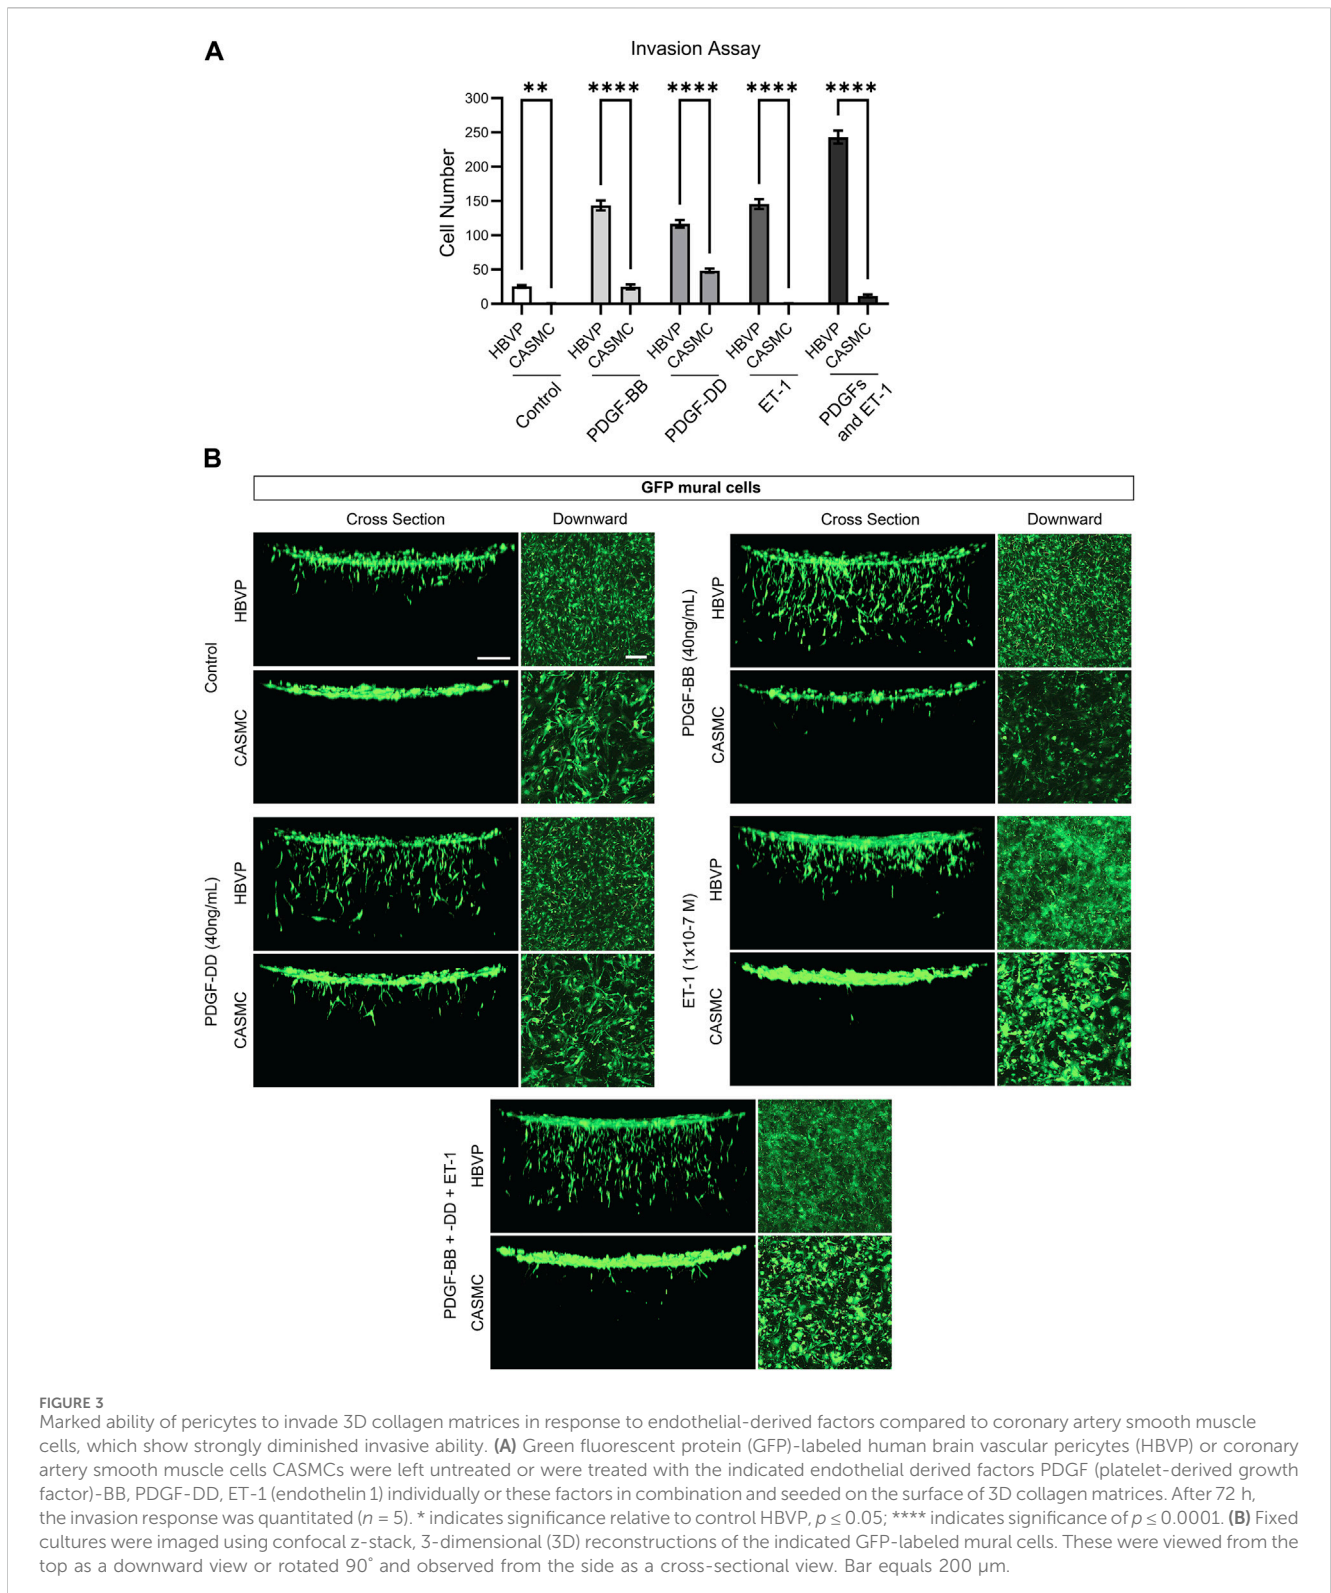 A
Invasion Assay
** **** **** **** ****
Cell Number
300
250
200
150
100
50
0
HBVP CASMC HBVP CASMC HBVP CASMC HBVP CASMC HBVP CASMC
Control PDGF-BB PDGF-DD ET-1 PDGFs and ET-1
B
GFP mural cells
Cross Section Downward Cross Section Downward
Control
HBVP
CASMC
PDGF-BB (40ng/mL)
HBVP
CASMC
PDGF-DD (40ng/mL)
HBVP
CASMC
ET-1 (1x10-7 M)
HBVP
CASMC
PDGF-BB + -DD + ET-1
HBVP
CASMC
FIGURE 3
Marked ability of pericytes to invade 3D collagen matrices in response to endothelial-derived factors compared to coronary artery smooth muscle
cells, which show strongly diminished invasive ability. (A) Green fluorescent protein (GFP)-labeled human brain vascular pericytes (HBVP) or coronary
artery smooth muscle cells CASMCs were left untreated or were treated with the indicated endothelial derived factors PDGF (platelet-derived growth
factor)-BB, PDGF-DD, ET-1 (endothelin 1) individually or these factors in combination and seeded on the surface of 3D collagen matrices. After 72 h,
the invasion response was quantitated (n = 5). * indicates significance relative to control HBVP, p ≤ 0.05; **** indicates significance of p ≤ 0.0001. (B) Fixed
cultures were imaged using confocal z-stack, 3-dimensional (3D) reconstructions of the indicated GFP-labeled mural cells. These were viewed from the
top as a downward view or rotated 90˚ and observed from the side as a cross-sectional view. Bar equals 200 µm.